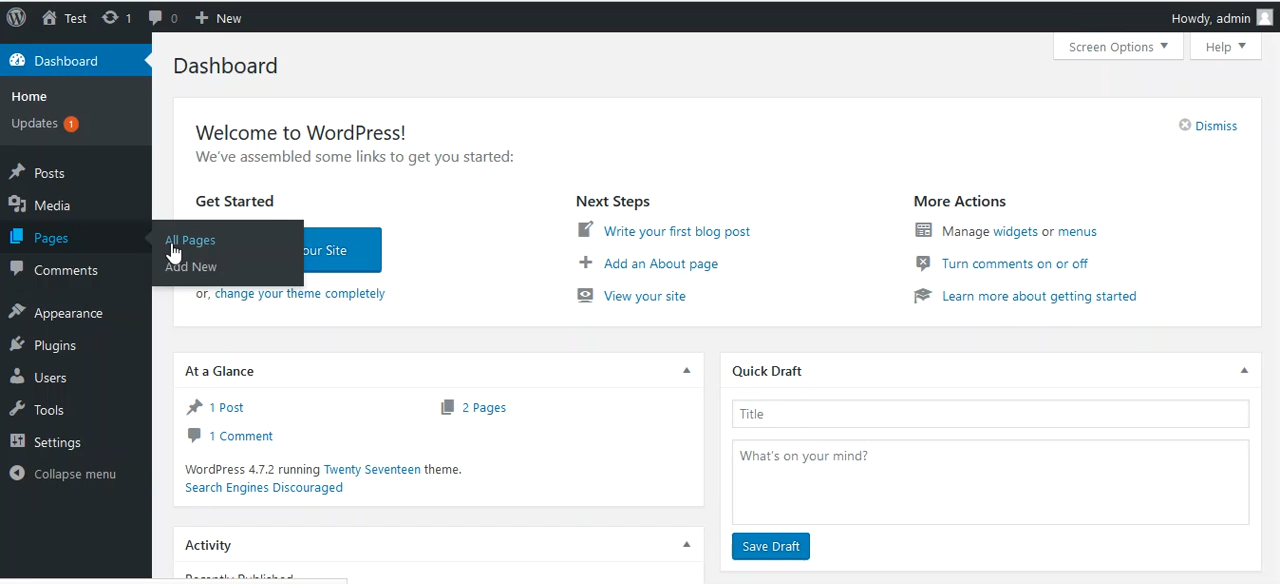 Test 1 0 New Howdy, admin
Dashboard
Home
Updates 1
Posts
Media
Pages
Comments
Appearance
Plugins
Users
Tools
Settings
Collapse menu
All Pages
Add New
Screen Options Help
Dashboard
Welcome to WordPress!
We've assembled some links to get you started:
Dismiss
Get Started
our Site
or, change your theme completely
Next Steps
Write your first blog post
Add an About page
View your site
More Actions
Manage widgets or menus
Turn comments on or off
Learn more about getting started
At a Glance
1 Post 2 Pages
1 Comment
WordPress 4.7.2 running Twenty Seventeen theme.
Search Engines Discouraged
Activity
Recently Published
Quick Draft
Title
What's on your mind?
Save Draft